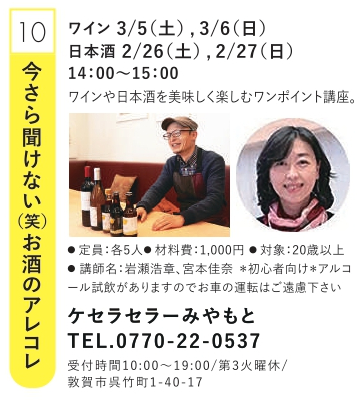 10
今さら聞けない(笑)お酒のアレコレ
ワイン 3/5(土) , 3/6(日)
日本酒 2/26(土) , 2/27(日)
14:00〜15:00
ワインや日本酒を美味しく楽しむワンポイント講座。
●定員:各5人●材料費:1,000円 ●対象:20歳以上
●講師名:岩瀬浩章、宮本佳奈 *初心者向け*アルコ
ール試飲がありますのでお車の運転はご遠慮下さい
ケセラセラーみやもと
TEL.0770-22-0537
受付時間10:00〜19:00/第3火曜休/
敦賀市呉竹町1-40-17